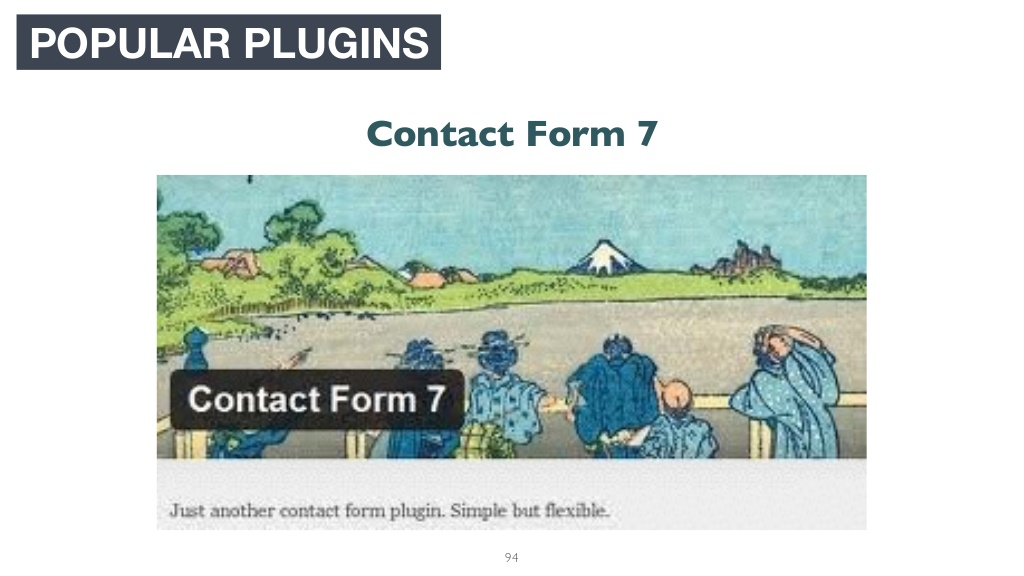 POPULAR PLUGINS
Contact Form 7
Contact Form 7
Just another contact form plugin. Simple but flexible.
94